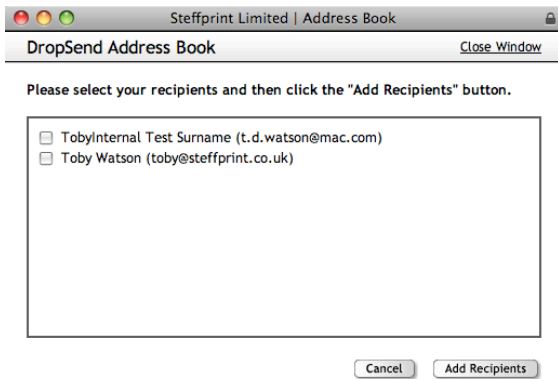 Steffprint Limited | Address Book
DropSend Address Book
Close Window
Please select your recipients and then click the "Add Recipients" button.
TobyInternal Test Surname (t.d.watson@mac.com)
Toby Watson (toby@steffprint.co.uk)
Cancel
Add Recipients